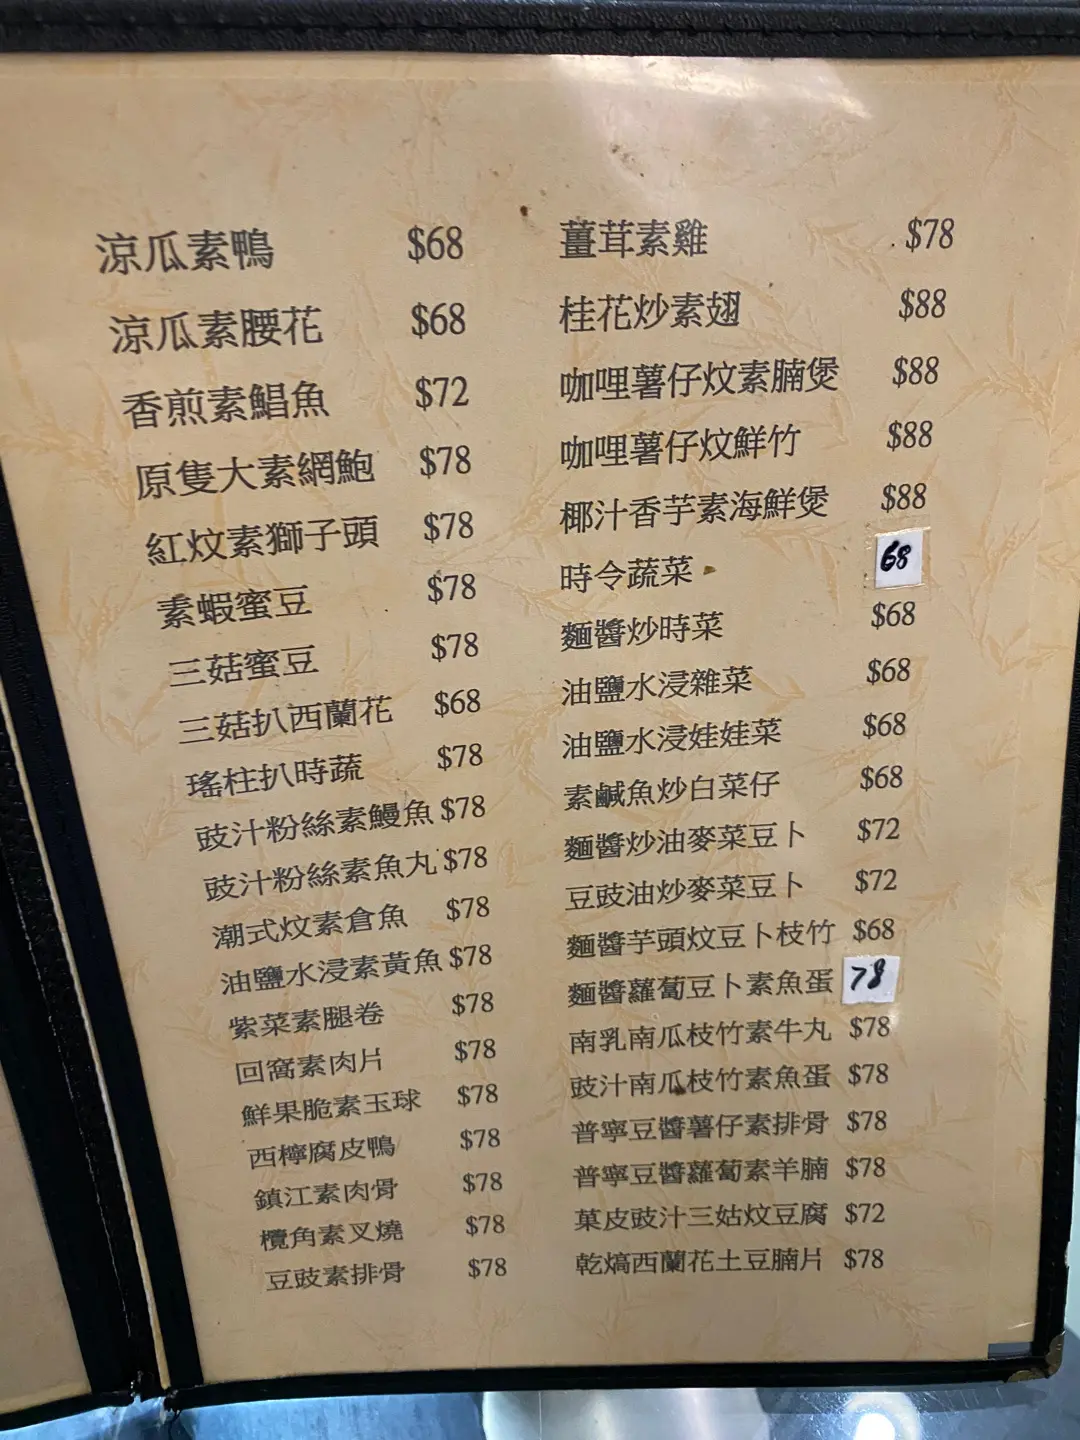 涼瓜素鴨 $68
涼瓜素腰花 $68
香煎素鯧魚 $72
原隻大素網鮑 $78
紅炆素獅子頭 $78
素蝦蜜豆 $78
三菇蜜豆 $78
三菇扒西蘭花 $68
瑤柱扒時蔬 $78
豉汁粉絲素鰻魚 $78
豉汁粉絲素魚丸 $78
潮式炆素倉魚 $78
油鹽水浸素黃魚 $78
紫菜素腿卷 $78
回窩素肉片 $78
鮮果脆素玉球 $78
西檸腐皮鴨 $78
鎮江素肉骨 $78
欖角素叉燒 $78
豆豉素排骨 $78
薑茸素雞 $78
桂花炒素翅 $88
咖哩薯仔炆素腩煲 $88
咖哩薯仔炆鮮竹 $88
椰汁香芋素海鮮煲 $88
時令蔬菜 68
麵醬炒時菜 $68
油鹽水浸雜菜 $68
油鹽水浸娃娃菜 $68
素鹹魚炒白菜仔 $68
麵醬炒油麥菜豆卜 $72
豆豉油炒麥菜豆卜 $72
麵醬芋頭炆豆卜枝竹 $68
麵醬蘿蔔豆卜素魚蛋 78
南乳南瓜枝竹素牛丸 $78
豉汁南瓜枝竹素魚蛋 $78
普寧豆醬薯仔素排骨 $78
普寧豆醬蘿蔔素羊腩 $78
菓皮豉汁三姑炆豆腐 $72
乾熇西蘭花土豆腩片 $78